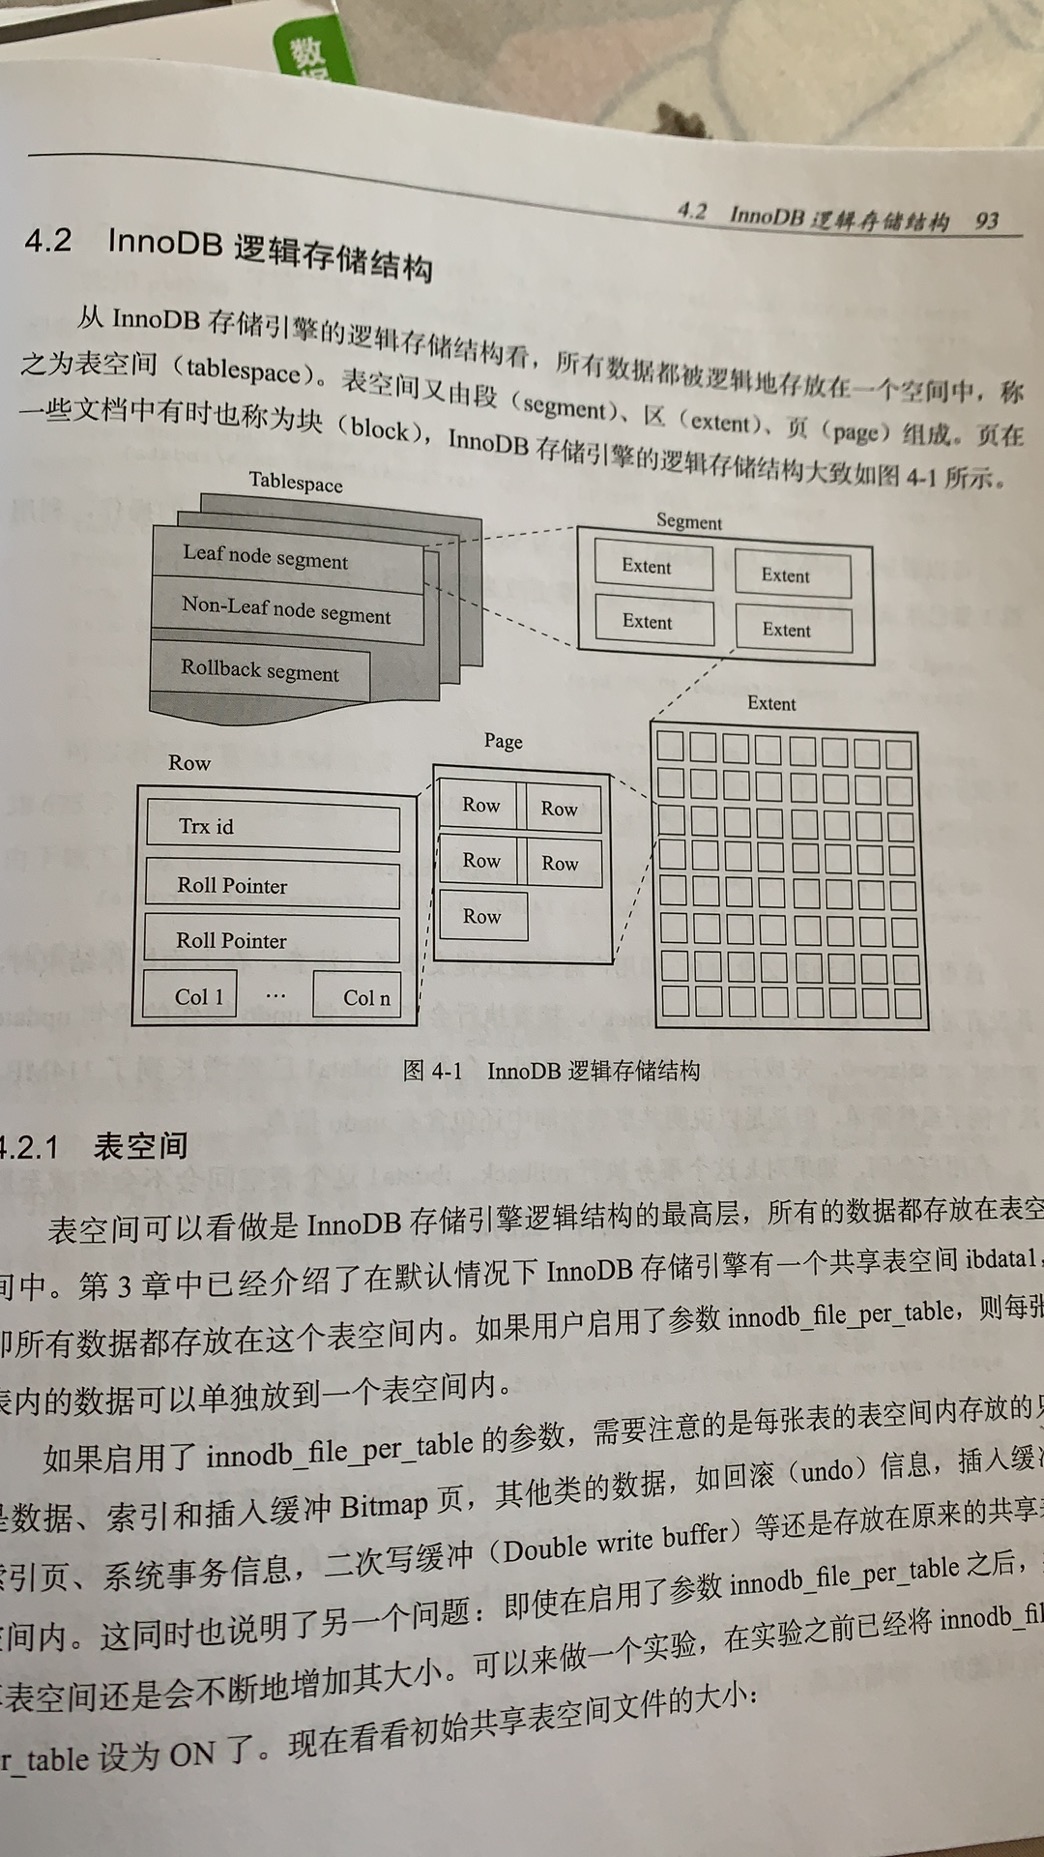 数
4.2 InnoDB 逻辑存储结构 93
4.2 InnoDB 逻辑存储结构
从 InnoDB 存储引擎的逻辑存储结构看，所有数据都被逻辑地存放在一个空间中，称
之为表空间（tablespace）。表空间又由段（segment）、区（extent）、页（page）组成。页在
一些文档中有时也称为块（block），InnoDB 存储引擎的逻辑存储结构大致如图 4-1 所示。
Tablespace
Leaf node segment
Non-Leaf node segment
Rollback segment
Segment
Extent Extent
Extent Extent
Extent
Page
Row Row
Row Row
Row
Row
Trx id
Roll Pointer
Roll Pointer
Col 1 … Col n
图 4-1 InnoDB 逻辑存储结构
4.2.1 表空间
表空间可以看做是 InnoDB 存储引擎逻辑结构的最高层，所有的数据都存放在表空
间中。第 3 章中已经介绍了在默认情况下 InnoDB 存储引擎有一个共享表空间 ibdata1，
即所有数据都存放在这个表空间内。如果用户启用了参数 innodb_file_per_table，则每张
表内的数据可以单独放到一个表空间内。
如果启用了 innodb_file_per_table 的参数，需要注意的是每张表的表空间内存放的只
是数据、索引和插入缓冲 Bitmap 页，其他类的数据，如回滚（undo）信息，插入缓冲
索引页、系统事务信息，二次写缓冲（Double write buffer）等还是存放在原来的共享表
空间内。这同时也说明了另一个问题：即使在启用了参数 innodb_file_per_table 之后，
表空间还是会不断地增加其大小。可以来做一个实验，在实验之前已经将 innodb_fil
r_table 设为 ON 了。现在看看初始共享表空间文件的大小：